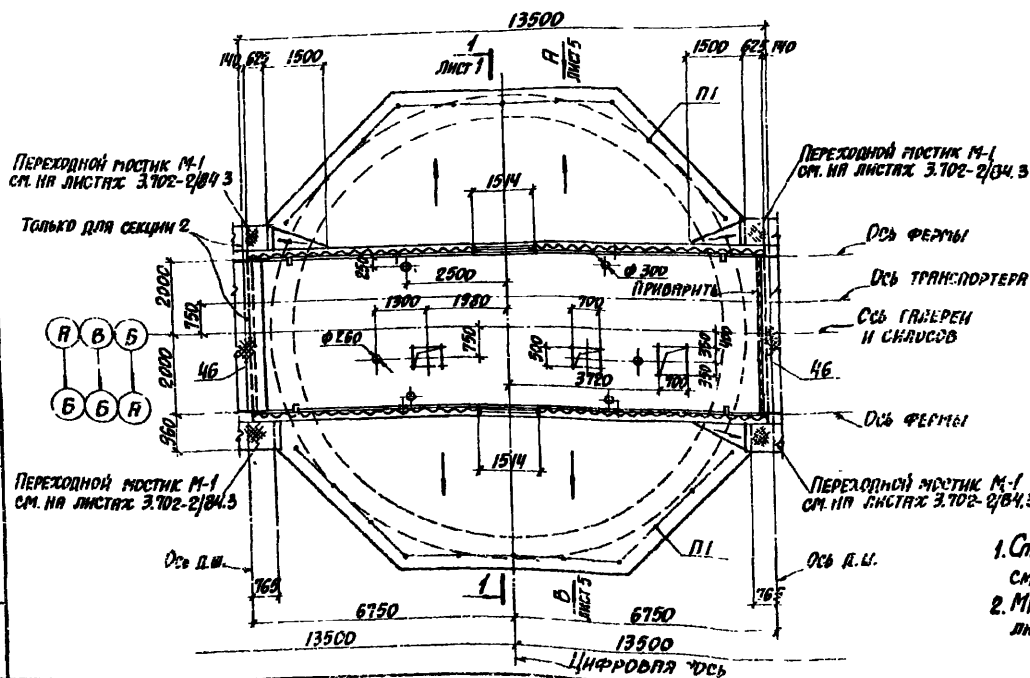 13500
140 625 1500
1
Лист 1
А
Лист 5
1500 625 140
П1
Переходной мостик М-1
см. на листах 3.702-2/84.3
Переходной мостик М-1
см. на листах 3.702-2/84.3
1514
Только для секции 2
Ось фермы
250
2500
ф 300
Приварить
Ось транспортера
2000
750
1300 1980
700
Ось галереи
и силосов
А В Б
ф 260
750
500
350
400
46
2000
3720
350
700
46
Б Б А
960
Ось фермы
1514
Переходной мостик М-1
см. на листах 3.702-2/84.3
Переходной мостик М-1
см. на листах 3.702-2/84.3
П1
Ось д.ш.
Ось д.ш.
1
В
Лист 5
765
765
6750
6750
13500
13500
Цифровая ось
1.
см
2.